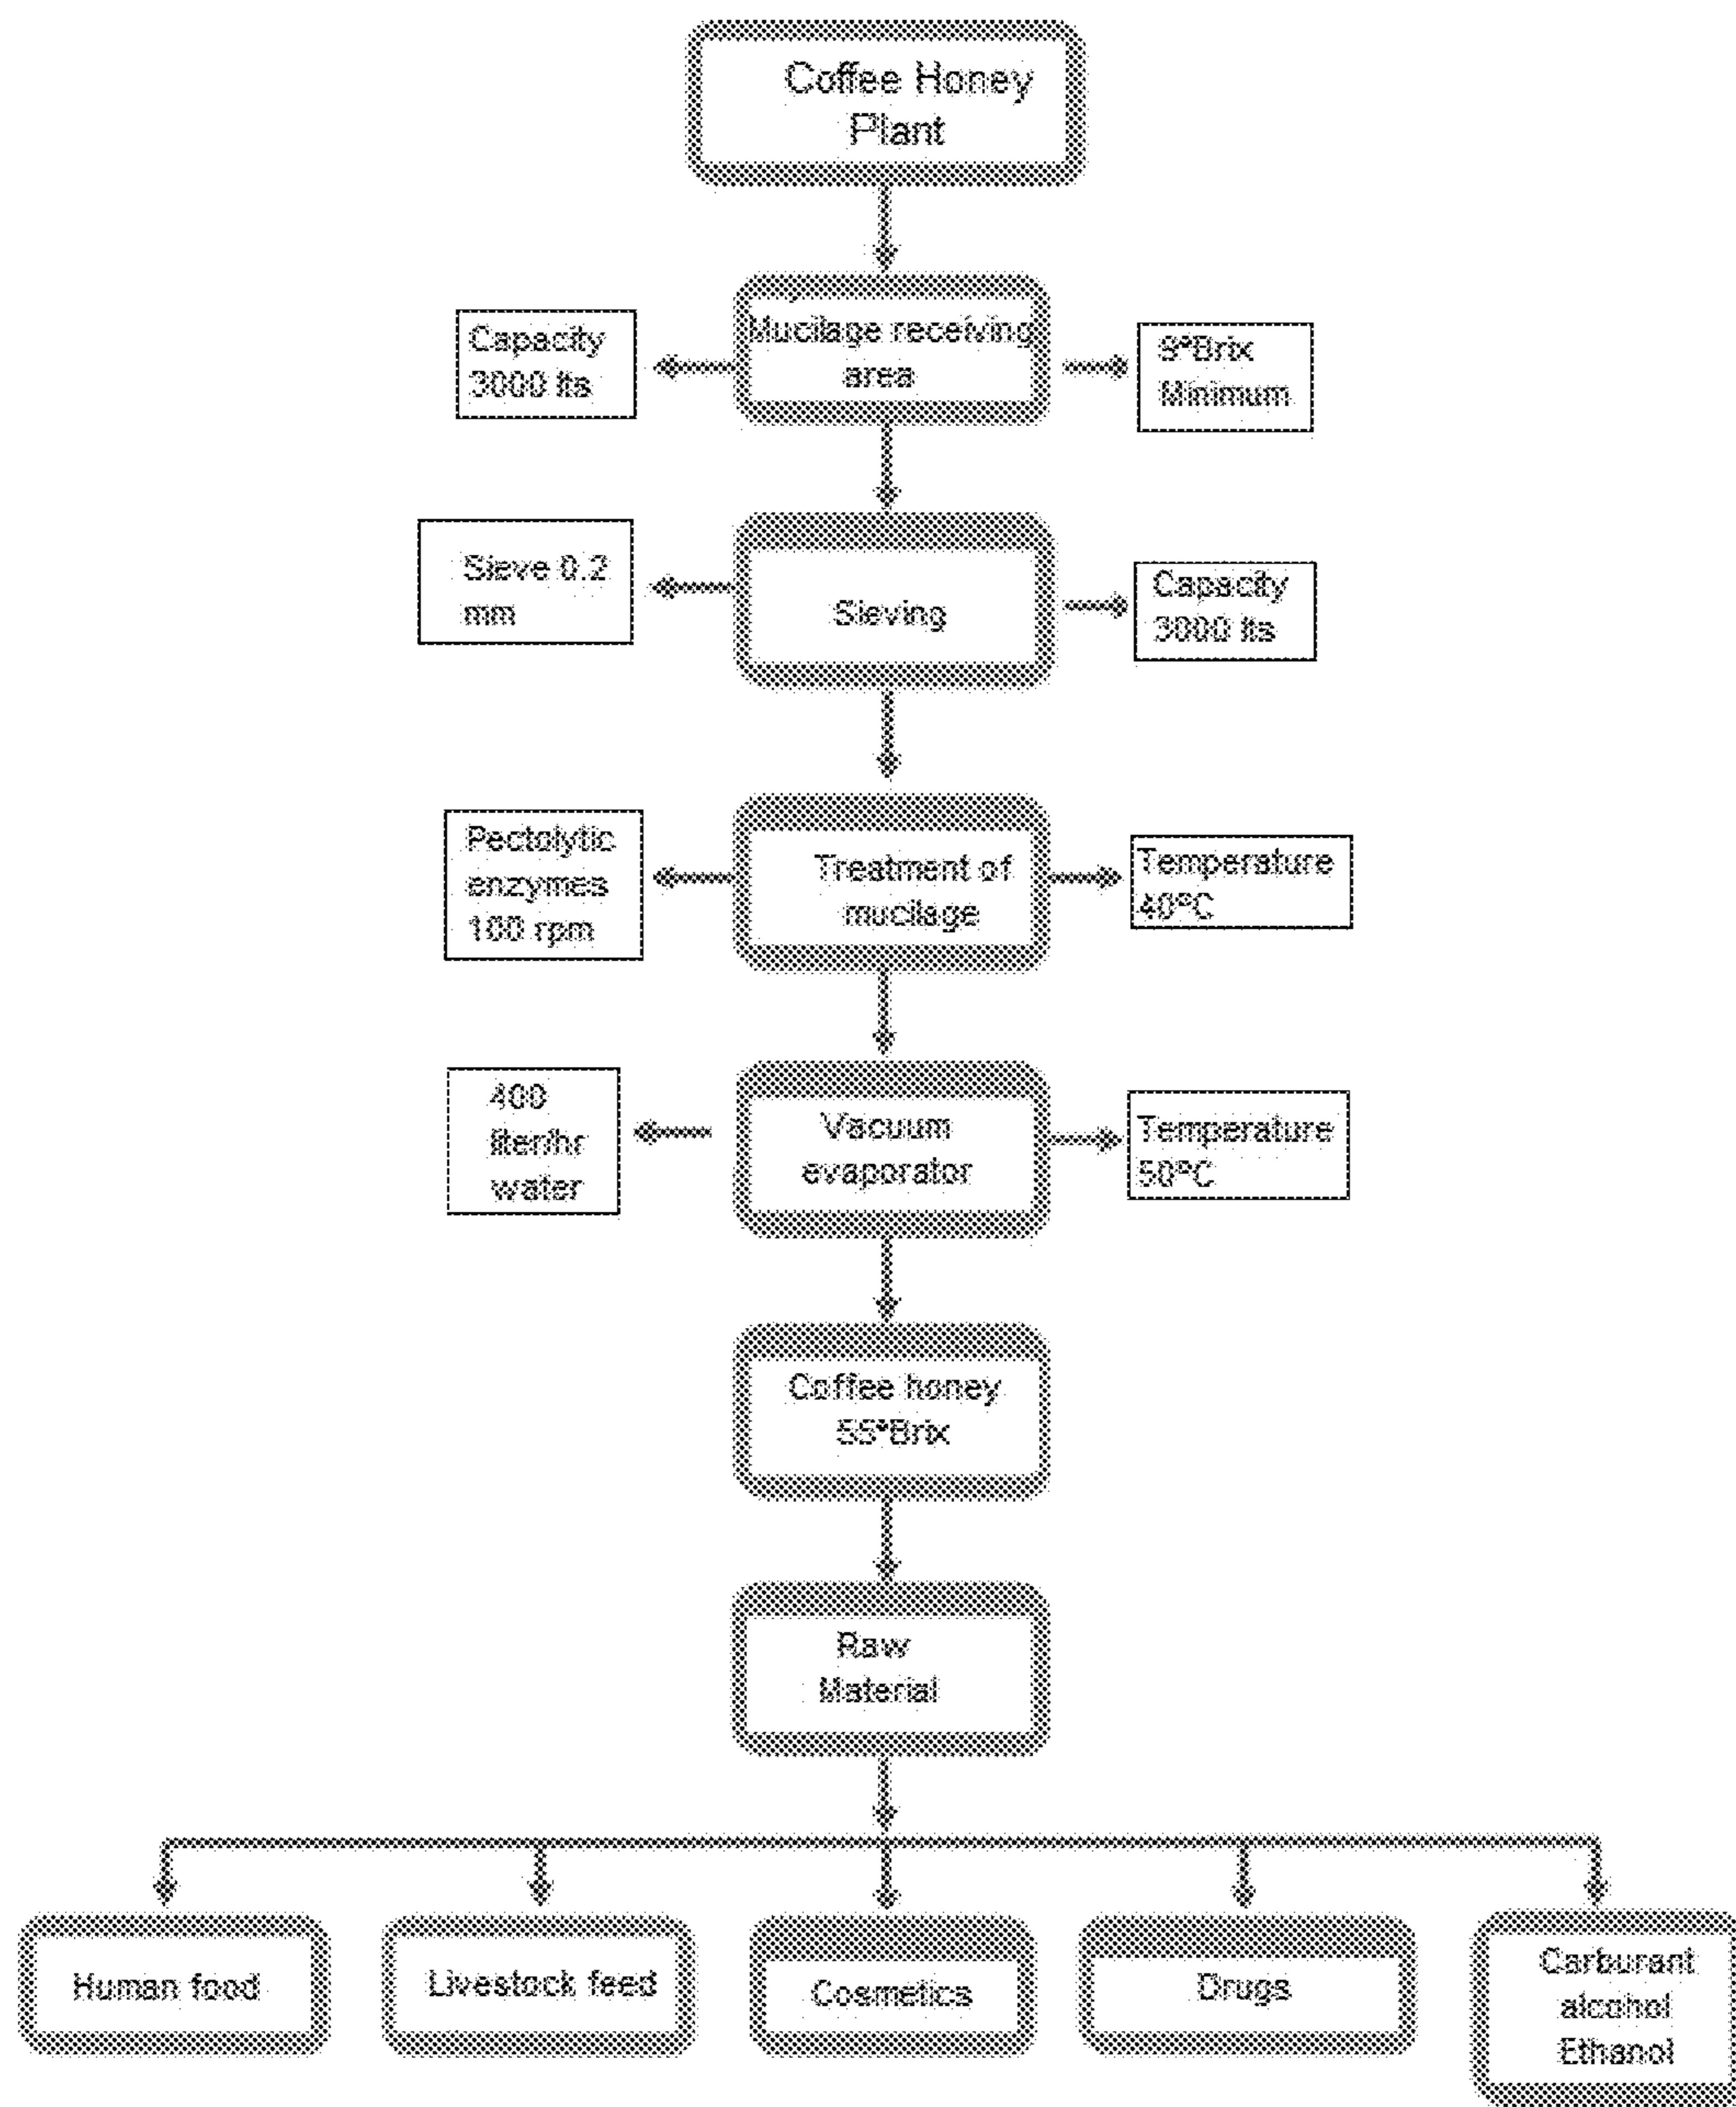 Coffee Honey
Plant
Mucilage receiving
area
Capacity
3000 lts
9°Brix
Minimum
Sieve 0.2
mm
Sieving
Capacity
3000 lts
Pectolytic
enzymes
100 rpm
Treatment of
mucilage
Temperature
40°C
400
liter/hr
water
Vacuum
evaporator
Temperature
50°C
Coffee honey
55°Brix
Raw
Material
Human food
Livestock feed
Cosmetics
Drugs
Carburant
alcohol
Ethanol